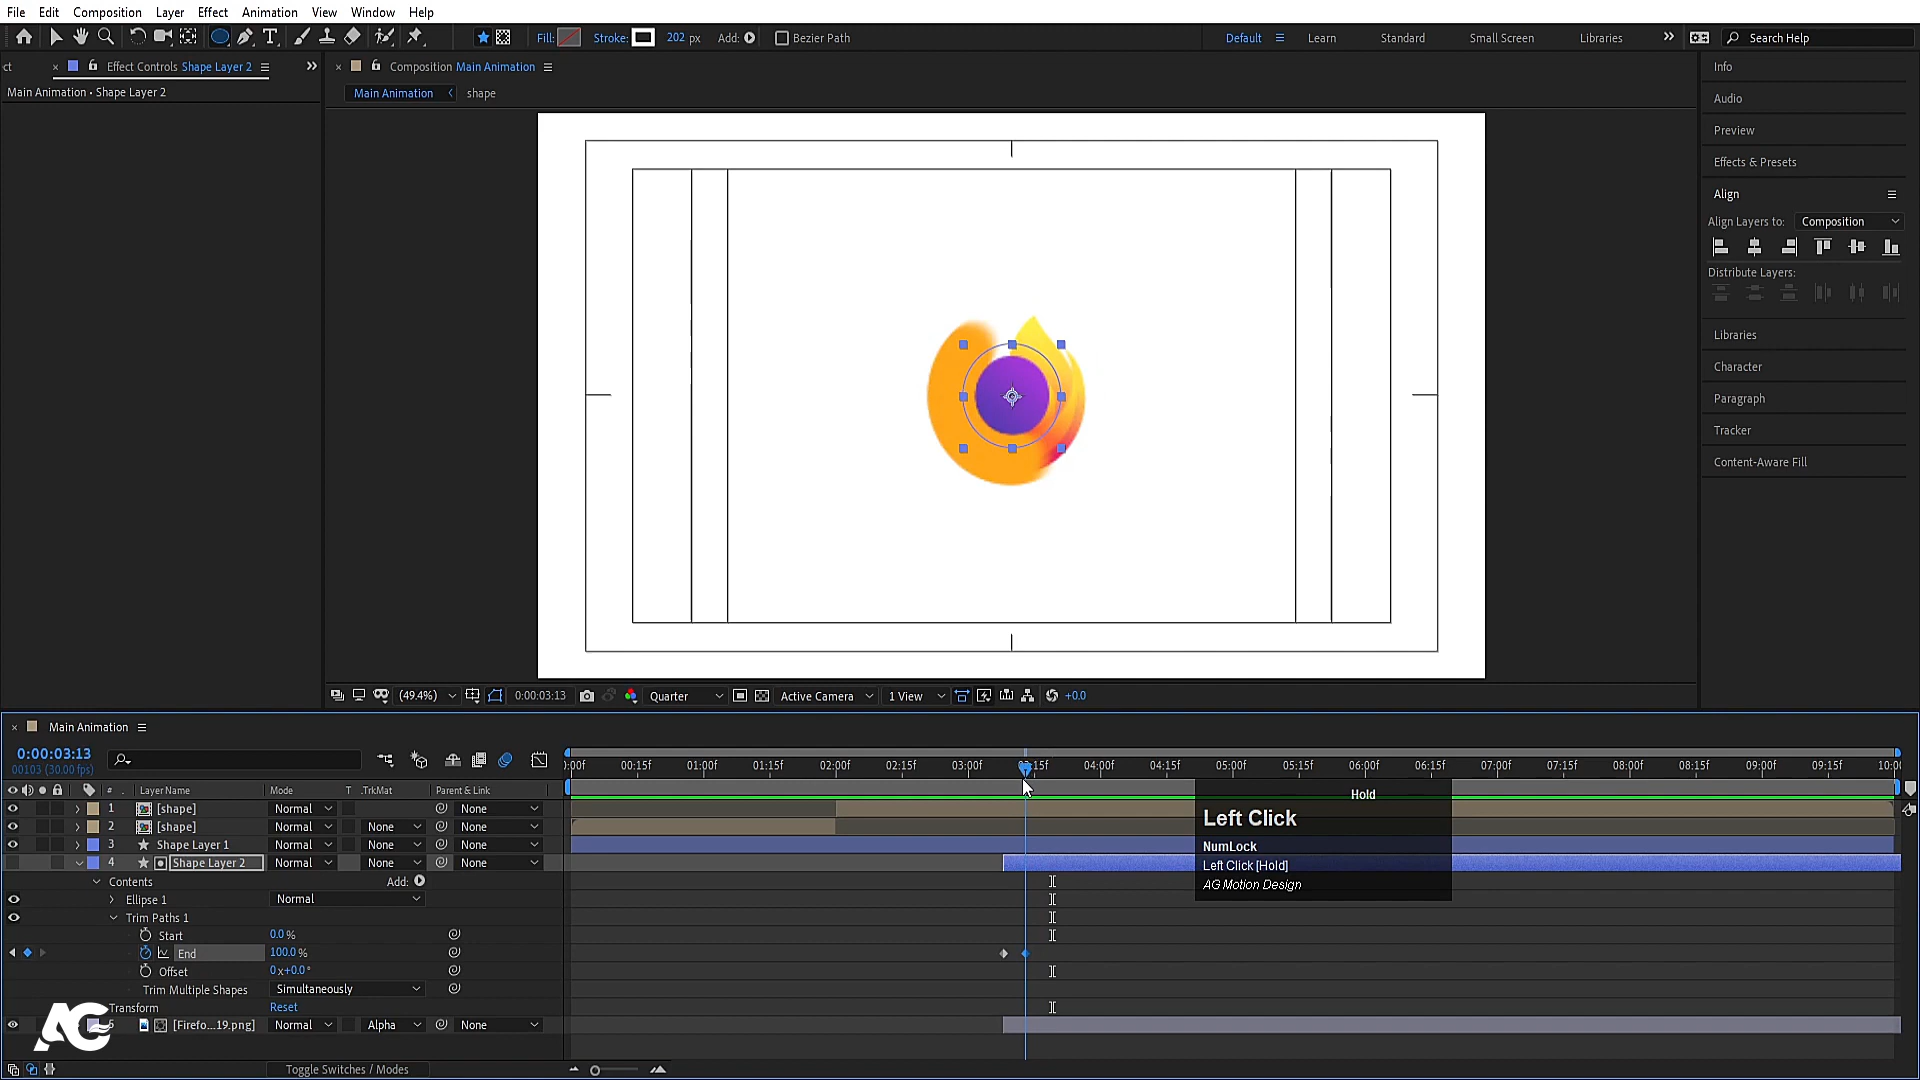 File Edit Composition Layer Effect Animation View Window Help
Fill: Stroke: 202 px Add: Bezier Path Default Learn Standard Small Screen Libraries Search Help
ct Effect Controls Shape Layer 2 Composition Main Animation Info
Main Animation • Shape Layer 2 Main Animation shape
Audio
Preview
Effects & Presets
Align
Align Layers to: Composition
Distribute Layers:
Libraries
Character
Paragraph
Tracker
Content-Aware Fill
(49.4%) 0:00:03:13 Quarter Active Camera 1 View +0.0
Main Animation
0:00:03:13
00103 (30.00 fps)
:00f 00:15f 01:00f 01:15f 02:00f 02:15f 03:00f 04:00f 04:15f 05:00f 05:15f 06:00f 06:15f 07:00f 07:15f 08:00f 08:15f 09:00f 09:15f 10:0
# Layer Name Mode T .TrkMat Parent & Link
1 [shape] Normal None
2 [shape] Normal None None
3 Shape Layer 1 Normal None None
4 Shape Layer 2 Normal None None
Contents Add:
Ellipse 1 Normal
Trim Paths 1
Start 0.0 %
End 100.0 %
Offset 0x+0.0°
Trim Multiple Shapes Simultaneously
Transform Reset
5 [Firefo...19.png] Normal Alpha None
Toggle Switches / Modes
Hold
Left Click
NumLock
Left Click [Hold]
AG Motion Design
AG